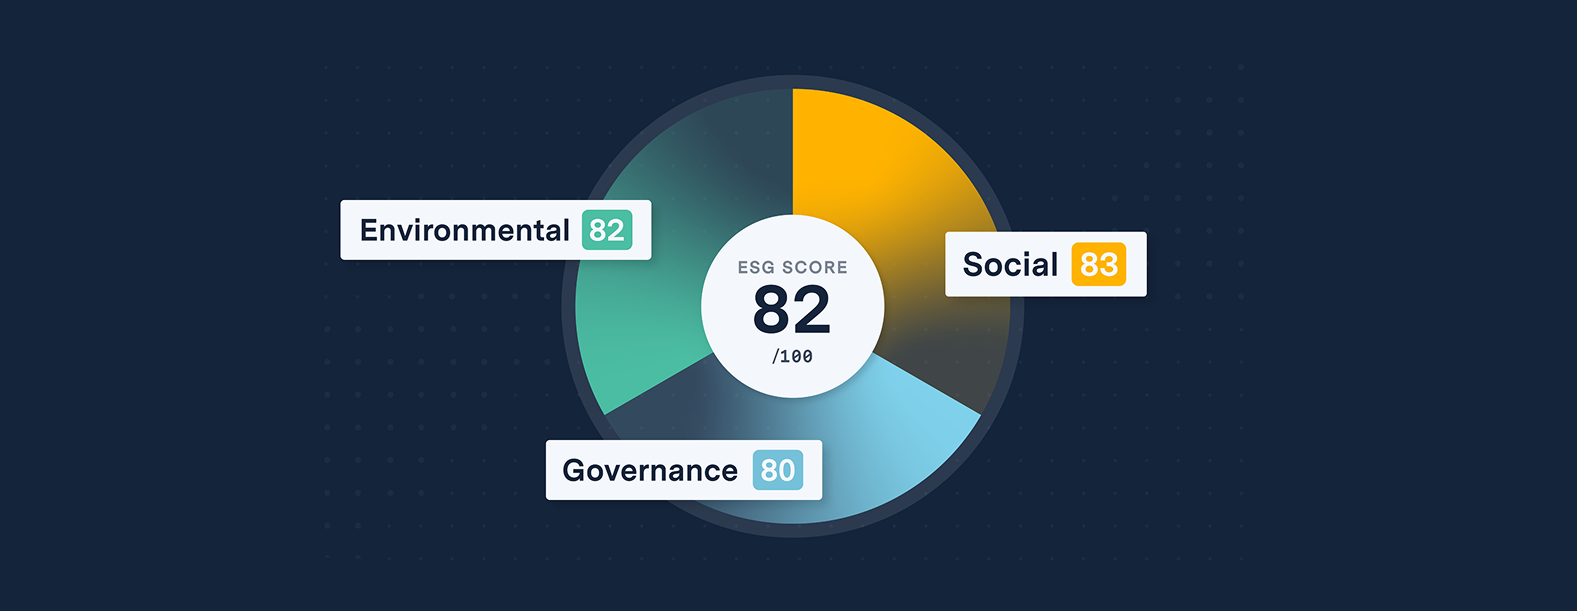 Environmental 82
Social 83
ESG SCORE
82
/100
Governance 80